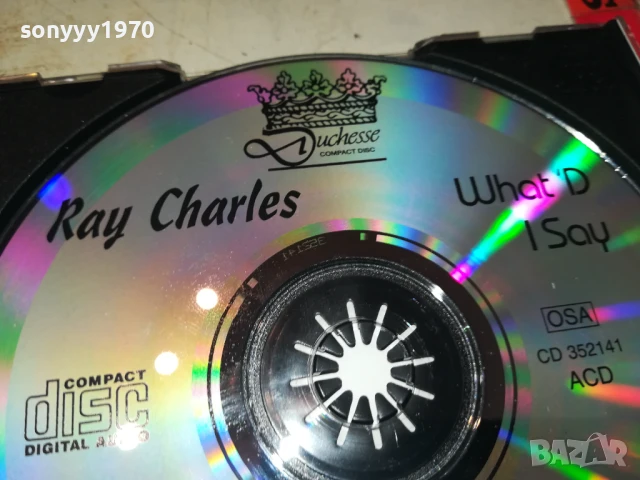 sonyyy1970
Duchesse
COMPACT DISC
Ray Charles
What'D
I Say
OSA
CD 352141
ACD
COMPACT
disc
DIGITAL AUDIO
BAZAR